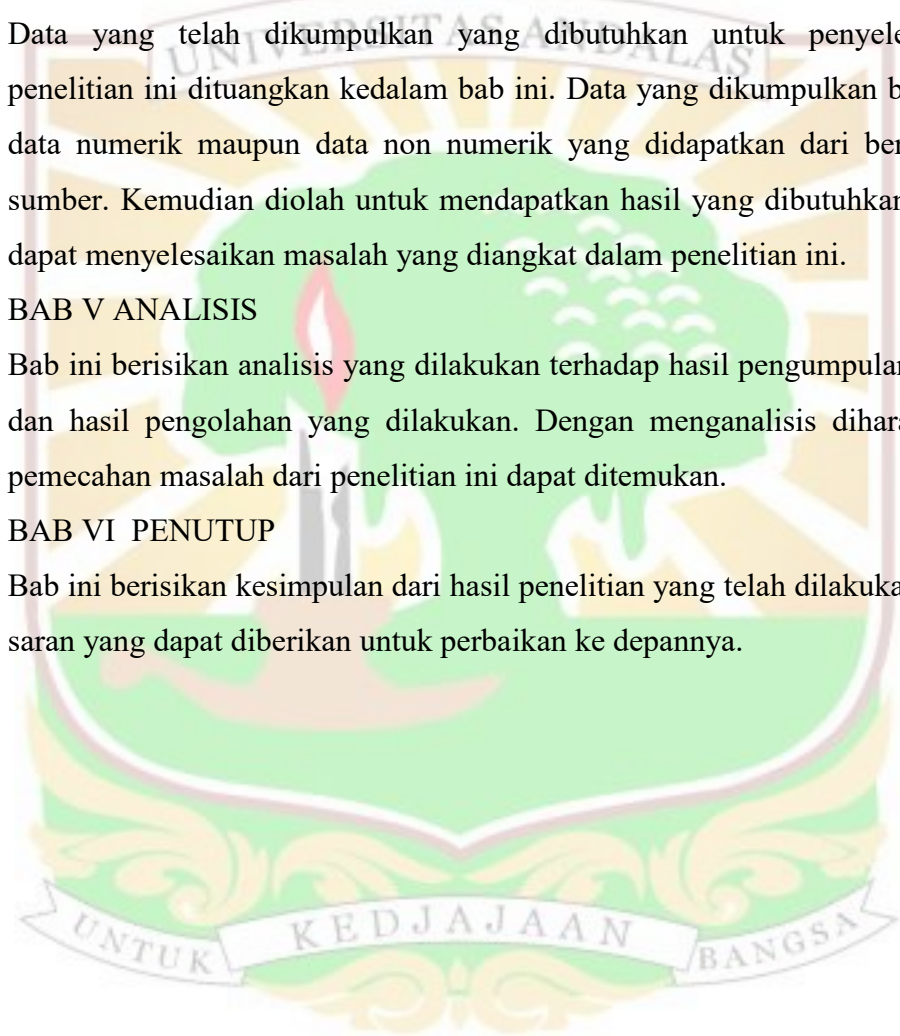 UNIVERSITAS ANDALAS
Data yang telah dikumpulkan yang dibutuhkan untuk
penelitian ini dituangkan kedalam bab ini. Data yang dikumpulkan
data numerik maupun data non numerik yang didapatkan dari
sumber. Kemudian diolah untuk mendapatkan hasil yang dibutuhkan
dapat menyelesaikan masalah yang diangkat dalam penelitian ini.
BAB V ANALISIS
Bab ini berisikan analisis yang dilakukan terhadap hasil pengumpulan
dan hasil pengolahan yang dilakukan. Dengan menganalisis
pemecahan masalah dari penelitian ini dapat ditemukan.
BAB VI PENUTUP
Bab ini berisikan kesimpulan dari hasil penelitian yang telah
saran yang dapat diberikan untuk perbaikan ke depannya.
UNTUK KEDJAJAAN BANGSA